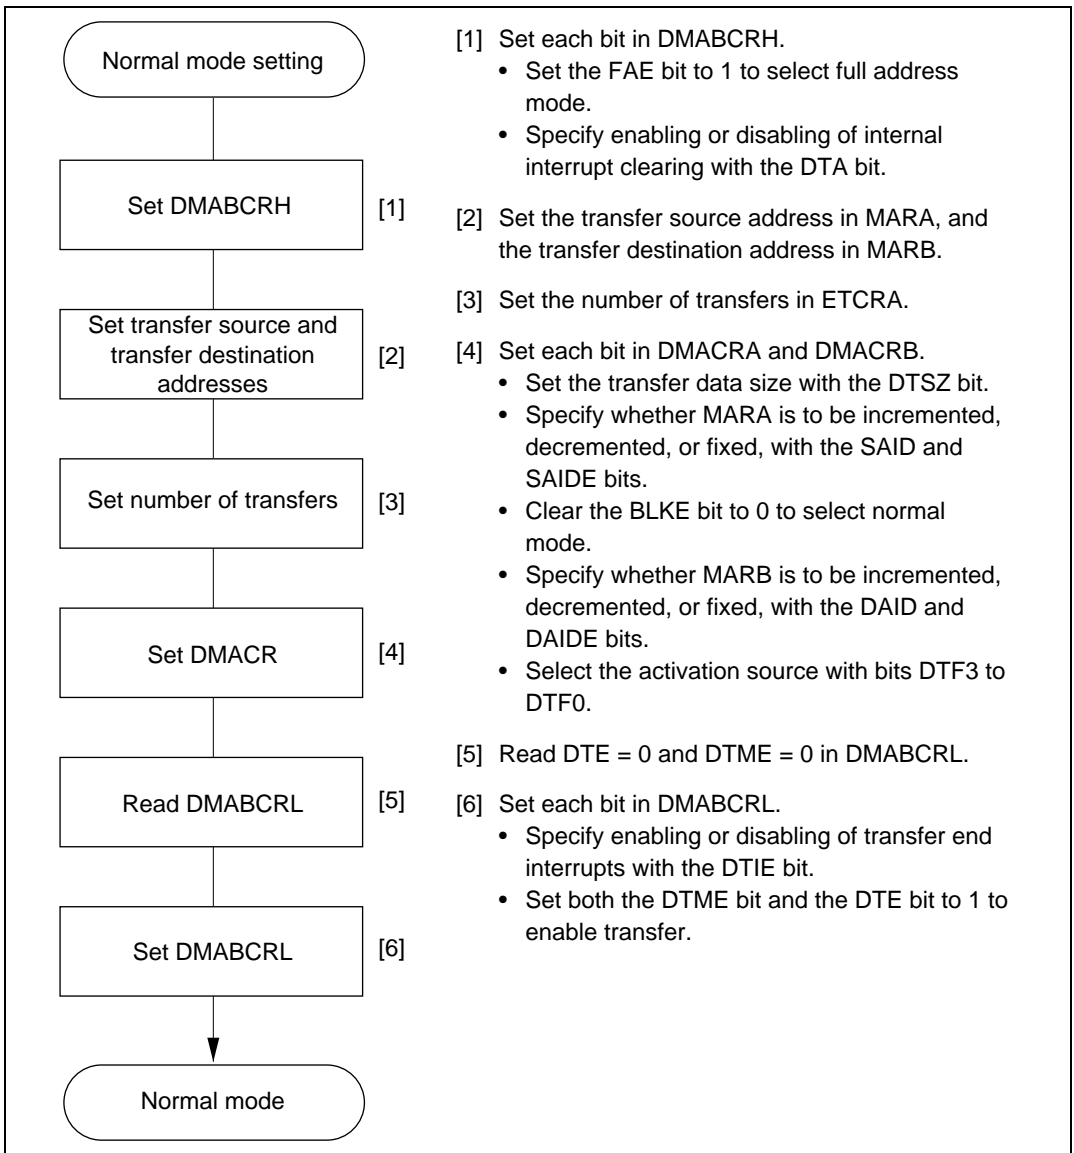 Normal mode setting
Set DMABCRH
[1]
Set transfer source and
transfer destination
addresses
[2]
Set number of transfers
[3]
Set DMACR
[4]
Read DMABCRL
[5]
Set DMABCRL
[6]
Normal mode
[1] Set each bit in DMABCRH.
• Set the FAE bit to 1 to select full address
mode.
• Specify enabling or disabling of internal
interrupt clearing with the DTA bit.
[2] Set the transfer source address in MARA, and
the transfer destination address in MARB.
[3] Set the number of transfers in ETCRA.
[4] Set each bit in DMACRA and DMACRB.
• Set the transfer data size with the DTSZ bit.
• Specify whether MARA is to be incremented,
decremented, or fixed, with the SAID and
SAIDE bits.
• Clear the BLKE bit to 0 to select normal
mode.
• Specify whether MARB is to be incremented,
decremented, or fixed, with the DAID and
DAIDE bits.
• Select the activation source with bits DTF3 to
DTF0.
[5] Read DTE = 0 and DTME = 0 in DMABCRL.
[6] Set each bit in DMABCRL.
• Specify enabling or disabling of transfer end
interrupts with the DTIE bit.
• Set both the DTME bit and the DTE bit to 1 to
enable transfer.